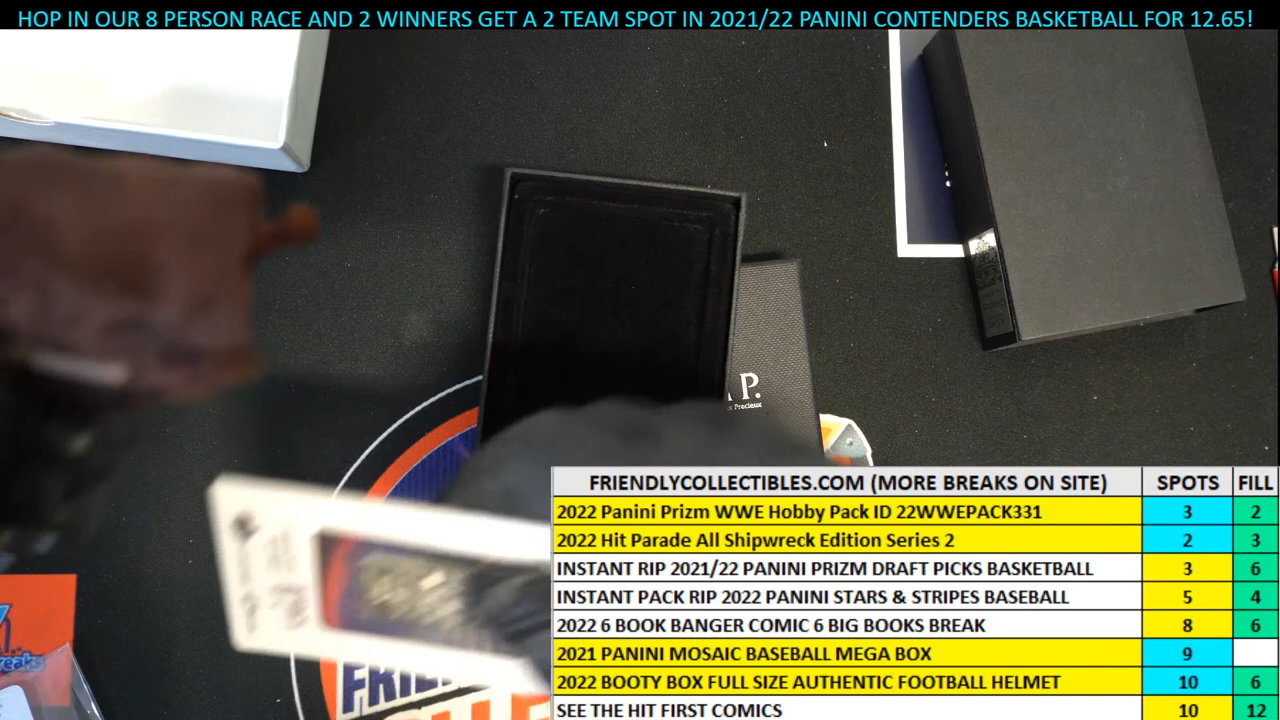 HOP IN OUR 8 PERSON RACE AND 2 WINNERS GET A 2 TEAM SPOT IN 2021/22 PANINI CONTENDERS BASKETBALL FOR 12.65!
P.
Precieux
FRIENDLYCOLLECTIBLES.COM (MORE BREAKS ON SITE) SPOTS FILL
2022 Panini Prizm WWE Hobby Pack ID 22WWEPACK331 3 2
2022 Hit Parade All Shipwreck Edition Series 2 2 3
INSTANT RIP 2021/22 PANINI PRIZM DRAFT PICKS BASKETBALL 3 6
INSTANT PACK RIP 2022 PANINI STARS & STRIPES BASEBALL 5 4
2022 6 BOOK BANGER COMIC 6 BIG BOOKS BREAK 8 6
2021 PANINI MOSAIC BASEBALL MEGA BOX 9
2022 BOOTY BOX FULL SIZE AUTHENTIC FOOTBALL HELMET 10 6
SEE THE HIT FIRST COMICS 10 12
reaks
FRIEN